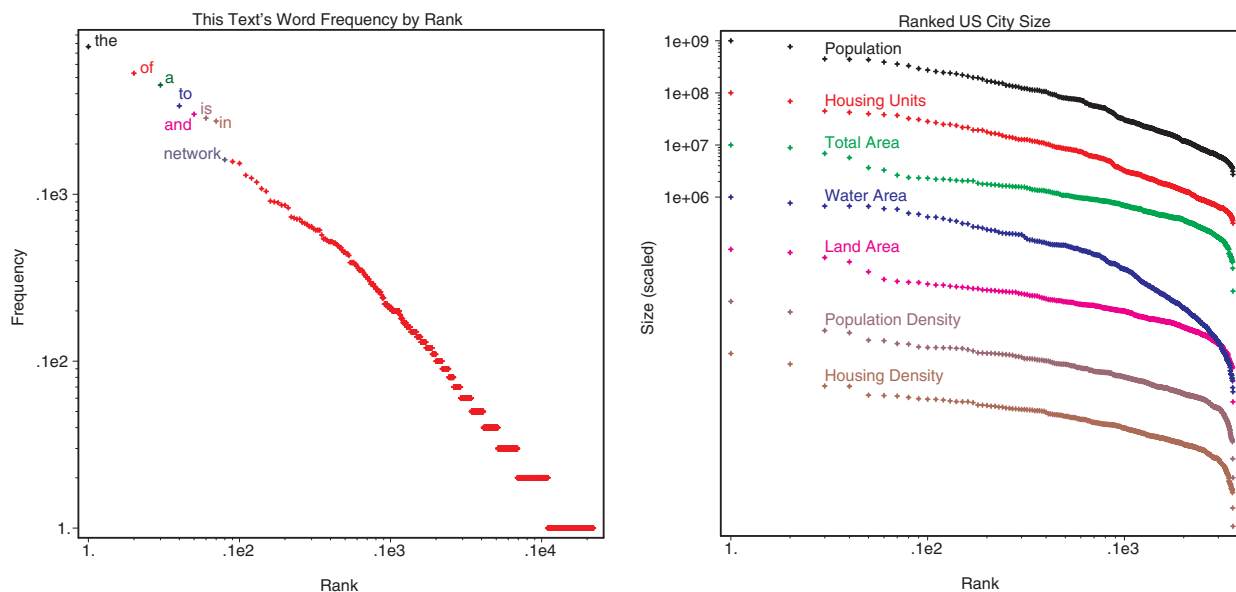 This Text's Word Frequency by Rank
the
of
a
to
is
and
in
network
.1e3
.1e2
1.
Frequency
1.
.1e2
.1e3
.1e4
Rank
Ranked US City Size
1e+09
1e+08
1e+07
1e+06
Size (scaled)
Population
Housing Units
Total Area
Water Area
Land Area
Population Density
Housing Density
1.
.1e2
.1e3
Rank